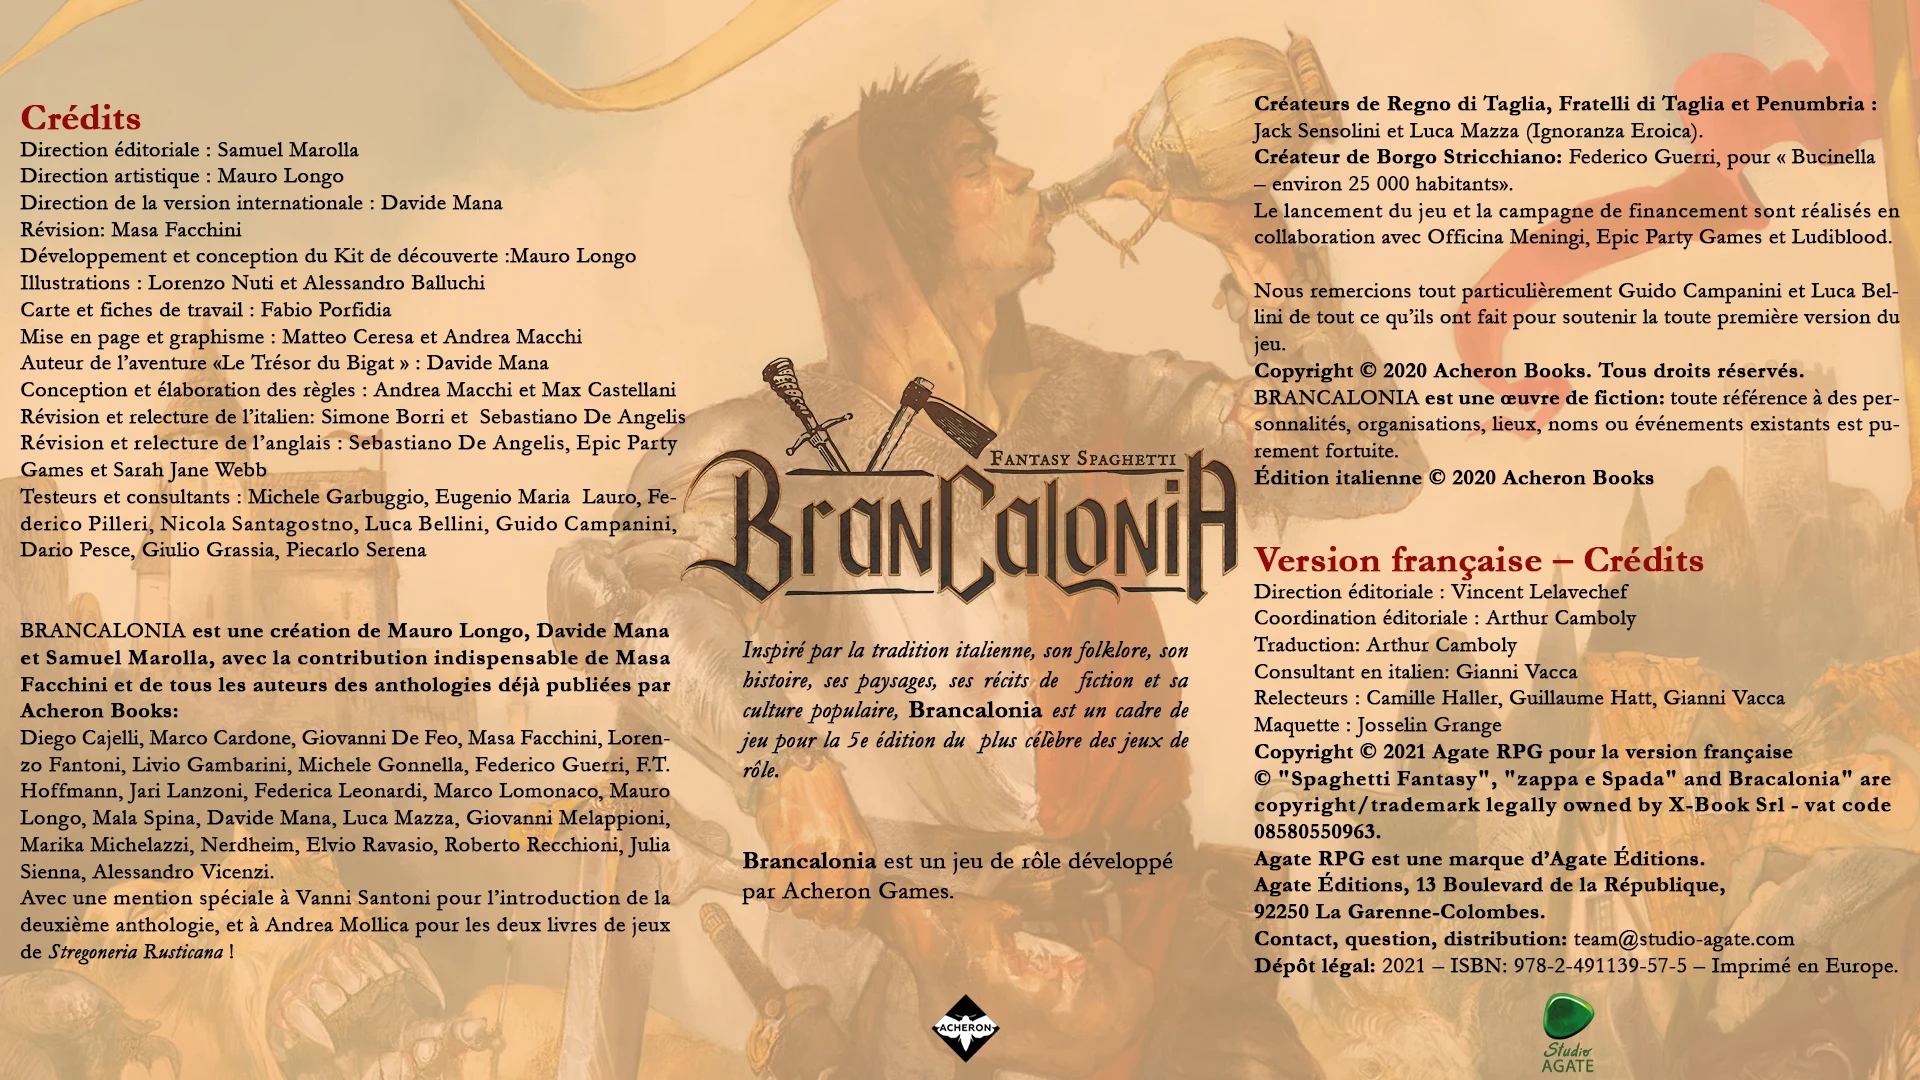 Crédits
Direction éditoriale : Samuel Marolla
Direction artistique : Mauro Longo
Direction de la version internationale : Davide Mana
Révision: Masa Facchini
Développement et conception du Kit de découverte :Mauro Longo
Illustrations : Lorenzo Nuti et Alessandro Balluchi
Carte et fiches de travail : Fabio Porfidia
Mise en page et graphisme : Matteo Ceresa et Andrea Macchi
Auteur de l'aventure «Le Trésor du Bigat » : Davide Mana
Conception et élaboration des règles : Andrea Macchi et Max Castellani
Révision et relecture de l'italien: Simone Borri et  Sebastiano De Angelis
Révision et relecture de l'anglais : Sebastiano De Angelis, Epic Party
Games et Sarah Jane Webb
Testeurs et consultants : Michele Garbuggio, Eugenio Maria  Lauro, Fe-
derico Pilleri, Nicola Santagostno, Luca Bellini, Guido Campanini,
Dario Pesce, Giulio Grassia, Piecarlo Serena
BRANCALONIA est une création de Mauro Longo, Davide Mana
et Samuel Marolla, avec la contribution indispensable de Masa
Facchini et de tous les auteurs des anthologies déjà publiées par
Acheron Books:
Diego Cajelli, Marco Cardone, Giovanni De Feo, Masa Facchini, Loren-
zo Fantoni, Livio Gambarini, Michele Gonnella, Federico Guerri, F.T.
Hoffmann, Jari Lanzoni, Federica Leonardi, Marco Lomonaco, Mauro
Longo, Mala Spina, Davide Mana, Luca Mazza, Giovanni Melappioni,
Marika Michelazzi, Nerdheim, Elvio Ravasio, Roberto Recchioni, Julia
Sienna, Alessandro Vicenzi.
Avec une mention spéciale à Vanni Santoni pour l'introduction de la
deuxième anthologie, et à Andrea Mollica pour les deux livres de jeux
de Stregoneria Rusticana !
Fantasy Spaghetti
BranCaloniA
Inspiré par la tradition italienne, son folklore, son
histoire, ses paysages, ses récits de  fiction et sa
culture populaire, Brancalonia est un cadre de
jeu pour la 5e édition du  plus célèbre des jeux de
rôle.
Brancalonia est un jeu de rôle développé
par Acheron Games.
ACHERON
Créateurs de Regno di Taglia, Fratelli di Taglia et Penumbria :
Jack Sensolini et Luca Mazza (Ignoranza Eroica).
Créateur de Borgo Stricchiano: Federico Guerri, pour « Bucinella
– environ 25 000 habitants».
Le lancement du jeu et la campagne de financement sont réalisés en
collaboration avec Officina Meningi, Epic Party Games et Ludiblood.
Nous remercions tout particulièrement Guido Campanini et Luca Bel-
lini de tout ce qu'ils ont fait pour soutenir la toute première version du
jeu.
Copyright © 2020 Acheron Books. Tous droits réservés.
BRANCALONIA est une œuvre de fiction: toute référence à des per-
sonnalités, organisations, lieux, noms ou événements existants est pu-
rement fortuite.
Édition italienne © 2020 Acheron Books
Version française – Crédits
Direction éditoriale : Vincent Lelavechef
Coordination éditoriale : Arthur Camboly
Traduction: Arthur Camboly
Consultant en italien: Gianni Vacca
Relecteurs : Camille Haller, Guillaume Hatt, Gianni Vacca
Maquette : Josselin Grange
Copyright © 2021 Agate RPG pour la version française
© "Spaghetti Fantasy", "zappa e Spada" and Bracalonia" are
copyright/trademark legally owned by X-Book Srl - vat code
08580550963.
Agate RPG est une marque d'Agate Éditions.
Agate Éditions, 13 Boulevard de la République,
92250 La Garenne-Colombes.
Contact, question, distribution: team@studio-agate.com
Dépôt légal: 2021 – ISBN: 978-2-491139-57-5 – Imprimé en Europe.
Studio
AGATE